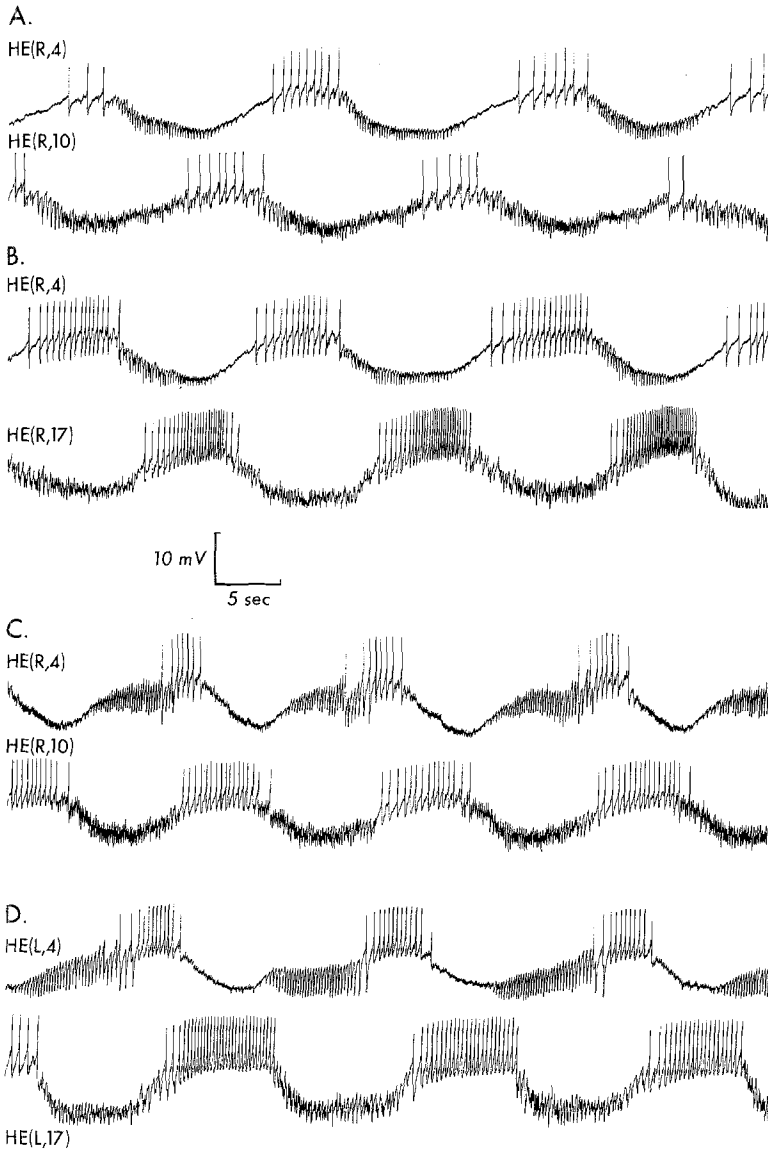 A.
HE(R,4)
HE(R,10)
B.
HE(R,4)
HE(R,17)
10 mV
5 sec
C.
HE(R,4)
HE(R,10)
D.
HE(L,4)
HE(L,17)